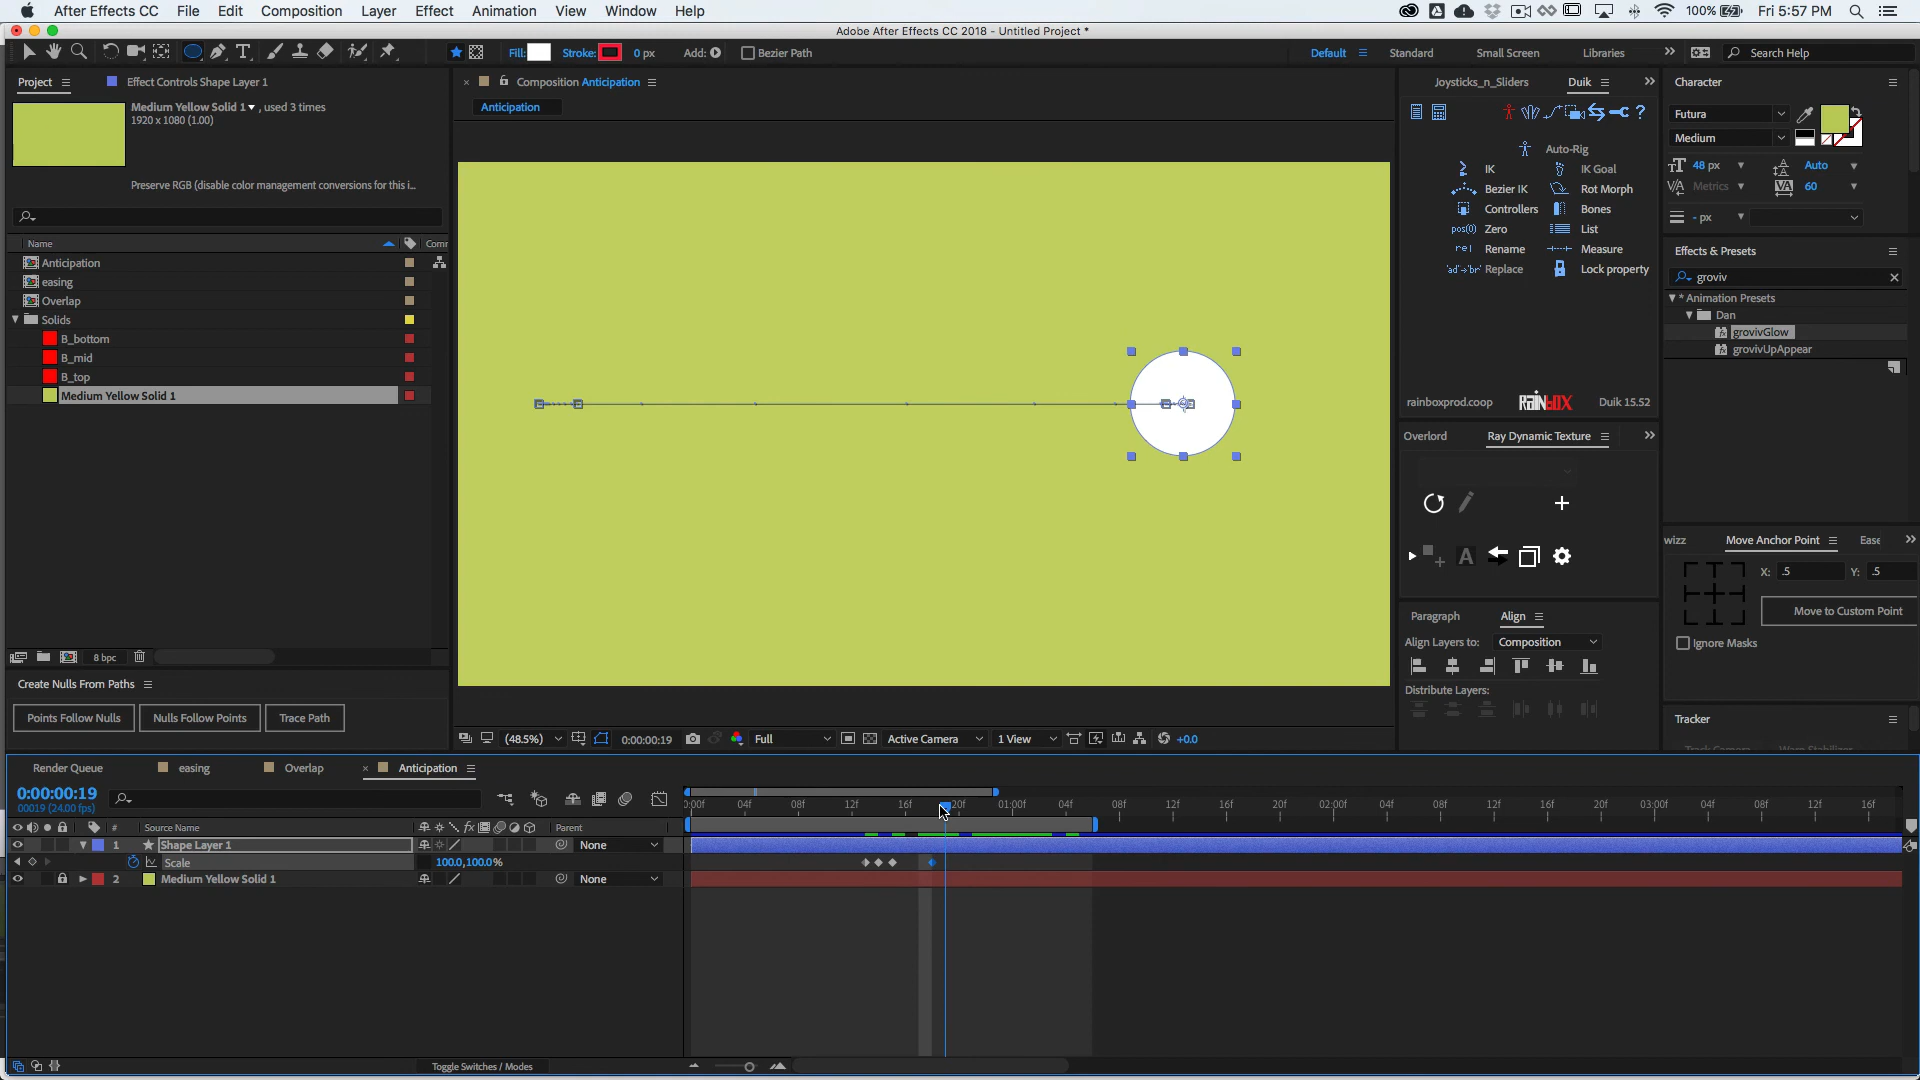 After Effects CC File Edit Composition Layer Effect Animation View Window Help 100% Fri 5:57 PM
Adobe After Effects CC 2018 - Untitled Project *
Fill: Stroke: 0 px Add: Bezier Path Default Standard Small Screen Libraries Search Help
Project Effect Controls Shape Layer 1
Medium Yellow Solid 1 , used 3 times
1920 x 1080 (1.00)
Preserve RGB (disable color management conversions for this i...
Name Comr
Anticipation
easing
Overlap
Solids
B_bottom
B_mid
B_top
Medium Yellow Solid 1
8 bpc
Create Nulls From Paths
Points Follow Nulls Nulls Follow Points Trace Path
Composition Anticipation
Anticipation
(48.5%) 0:00:00:19 Full Active Camera 1 View +0.0
Joysticks_n_Sliders Duik
Auto-Rig
IK IK Goal
Bezier IK Rot Morph
Controllers Bones
pos(0) Zero List
Rename Measure
Replace Lock property
rainboxprod.coop RAINBOX Duik 15.52
Overlord Ray Dynamic Texture
Paragraph Align
Align Layers to: Composition
Distribute Layers:
Character
Futura
Medium
48 px Auto
Metrics 60
- px
Effects & Presets
groviv
* Animation Presets
Dan
grovivGlow
grovivUpAppear
wizz Move Anchor Point Ease
X: .5 Y: .5
Move to Custom Point
Ignore Masks
Tracker
Render Queue easing Overlap Anticipation
0:00:00:19
00019 (24.00 fps)
0:00f 04f 08f 12f 16f 20f 01:00f 04f 08f 12f 16f 20f 02:00f 04f 08f 12f 16f 20f 03:00f 04f 08f 12f 16f
# Source Name Parent
1 Shape Layer 1 None
Scale 100.0,100.0%
2 Medium Yellow Solid 1 None
Toggle Switches / Modes